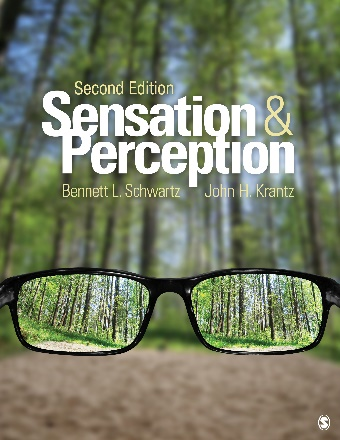 Second Edition
Sensation &
Perception
Bennett L. Schwartz John H. Krantz